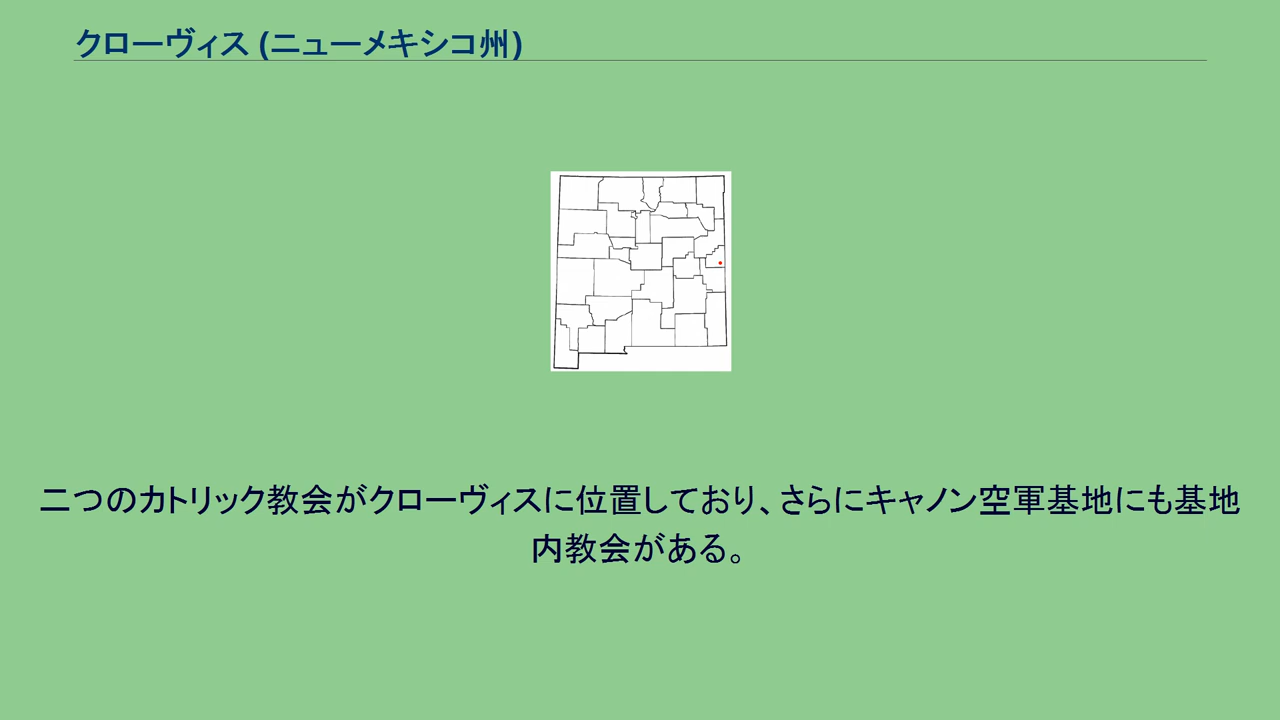 クローヴィス (ニューメキシコ州)
二つのカトリック教会がクローヴィスに位置しており、さらにキャノン空軍基地にも基地
内教会がある。